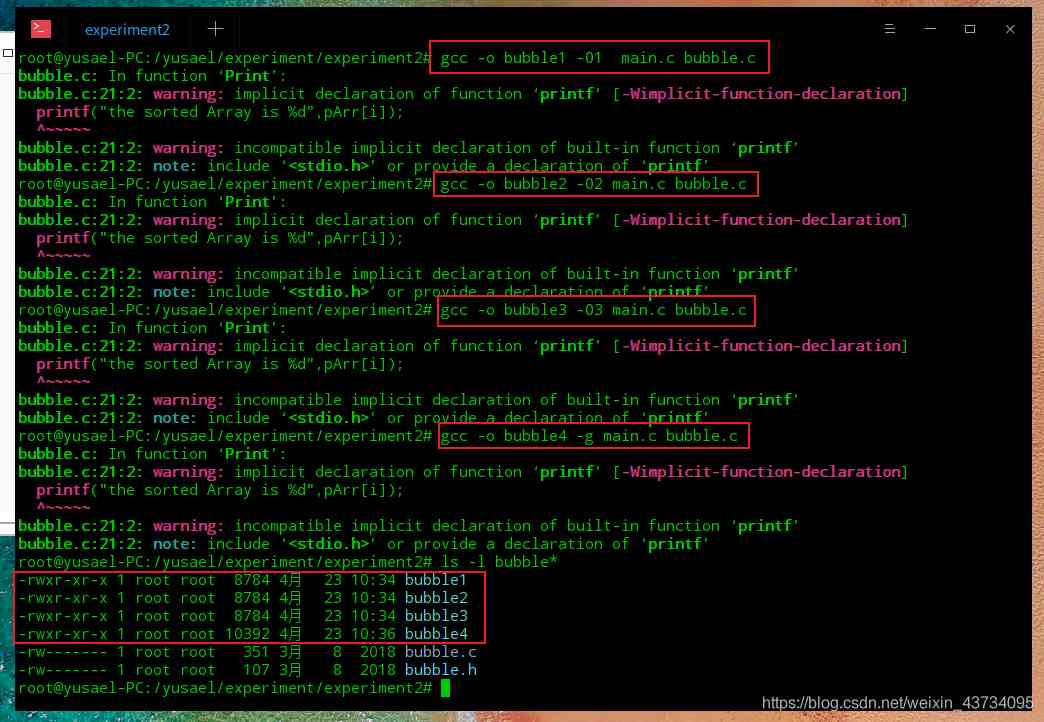 experiment2
root@yusael-PC:/yusael/experiment/experiment2# gcc -o bubble1 -O1  main.c bubble.c
bubble.c: In function ‘Print’:
bubble.c:21:2: warning: implicit declaration of function ‘printf’ [-Wimplicit-function-declaration]
  printf("the sorted Array is %d",pArr[i]);
  ^~~~~~
bubble.c:21:2: warning: incompatible implicit declaration of built-in function ‘printf’
bubble.c:21:2: note: include ‘<stdio.h>’ or provide a declaration of ‘printf’
root@yusael-PC:/yusael/experiment/experiment2# gcc -o bubble2 -O2 main.c bubble.c
bubble.c: In function ‘Print’:
bubble.c:21:2: warning: implicit declaration of function ‘printf’ [-Wimplicit-function-declaration]
  printf("the sorted Array is %d",pArr[i]);
  ^~~~~~
bubble.c:21:2: warning: incompatible implicit declaration of built-in function ‘printf’
bubble.c:21:2: note: include ‘<stdio.h>’ or provide a declaration of ‘printf’
root@yusael-PC:/yusael/experiment/experiment2# gcc -o bubble3 -O3 main.c bubble.c
bubble.c: In function ‘Print’:
bubble.c:21:2: warning: implicit declaration of function ‘printf’ [-Wimplicit-function-declaration]
  printf("the sorted Array is %d",pArr[i]);
  ^~~~~~
bubble.c:21:2: warning: incompatible implicit declaration of built-in function ‘printf’
bubble.c:21:2: note: include ‘<stdio.h>’ or provide a declaration of ‘printf’
root@yusael-PC:/yusael/experiment/experiment2# gcc -o bubble4 -g main.c bubble.c
bubble.c: In function ‘Print’:
bubble.c:21:2: warning: implicit declaration of function ‘printf’ [-Wimplicit-function-declaration]
  printf("the sorted Array is %d",pArr[i]);
  ^~~~~~
bubble.c:21:2: warning: incompatible implicit declaration of built-in function ‘printf’
bubble.c:21:2: note: include ‘<stdio.h>’ or provide a declaration of ‘printf’
root@yusael-PC:/yusael/experiment/experiment2# ls -l bubble*
-rwxr-xr-x 1 root root  8784 4月  23 10:34 bubble1
-rwxr-xr-x 1 root root  8784 4月  23 10:34 bubble2
-rwxr-xr-x 1 root root  8784 4月  23 10:34 bubble3
-rwxr-xr-x 1 root root 10392 4月  23 10:36 bubble4
-rw------- 1 root root   351 3月   8  2018 bubble.c
-rw------- 1 root root   107 3月   8  2018 bubble.h
root@yusael-PC:/yusael/experiment/experiment2#
https://blog.csdn.net/weixin_43734095